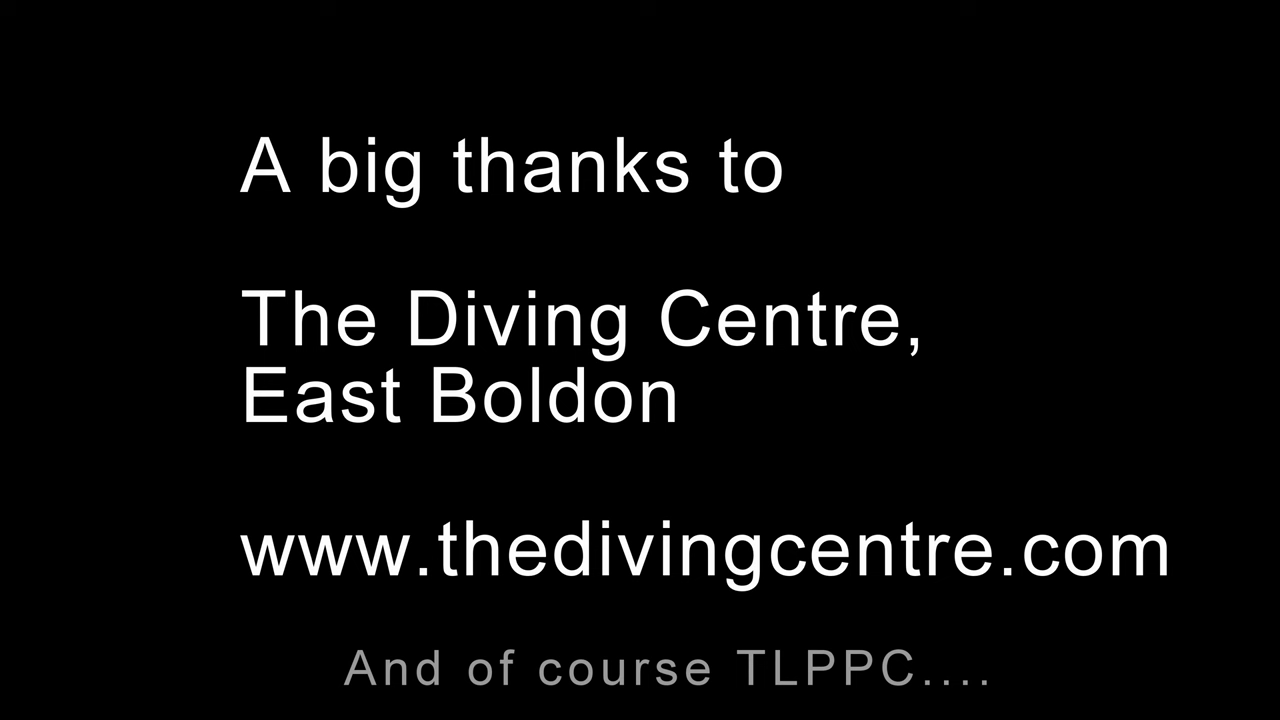 A big thanks to
The Diving Centre,
East Boldon
www.thedivingcentre.com
And of course TLPPC....